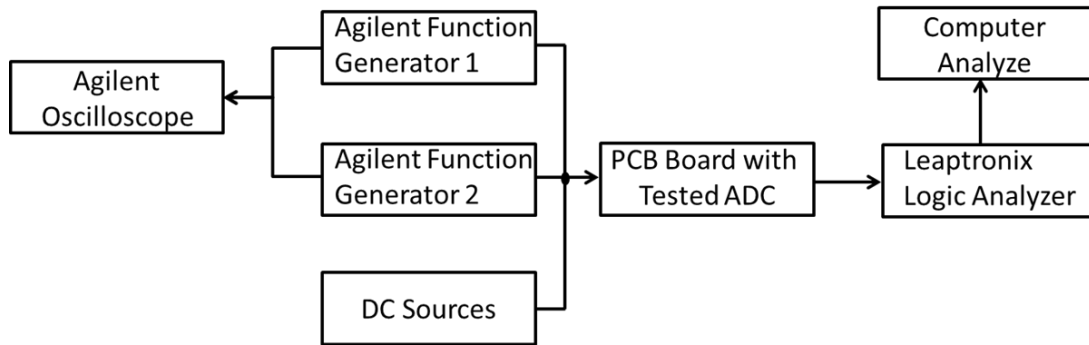 Agilent Function
Generator 1
Computer
Analyze
Agilent
Oscilloscope
Agilent Function
Generator 2
PCB Board with
Tested ADC
Leaptronix
Logic Analyzer
DC Sources